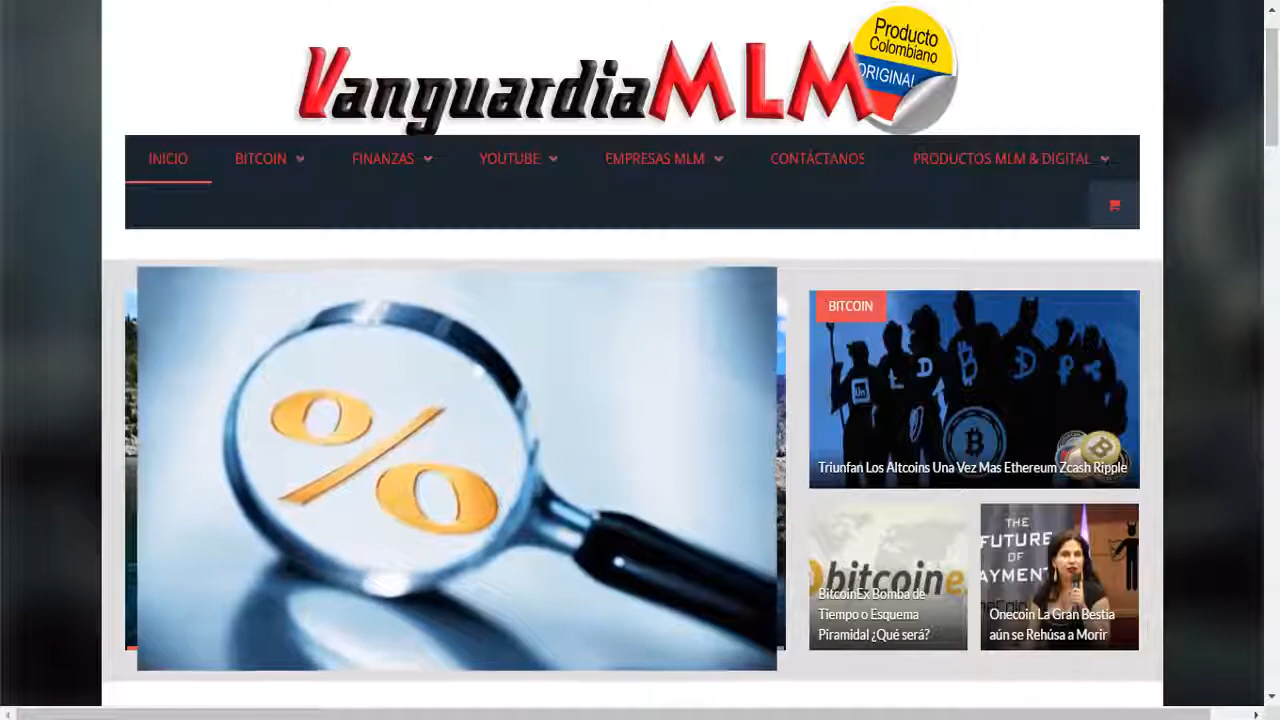 VanguardiaMLM
Producto
Colombiano
ORIGINAL
INICIO BITCOIN FINANZAS YOUTUBE EMPRESAS MLM CONTÁCTANOS PRODUCTOS MLM & DIGITAL
%
BITCOIN
Un Ł D
Triunfan Los Altcoins Una Vez Mas Ethereum Zcash Ripple
bitcoine
BitcoinEx Bomba de
Tiempo o Esquema
Piramidal ¿Qué será?
THE
FUTURE
OF
AYMENT
Onecoin La Gran Bestia
aún se Rehúsa a Morir